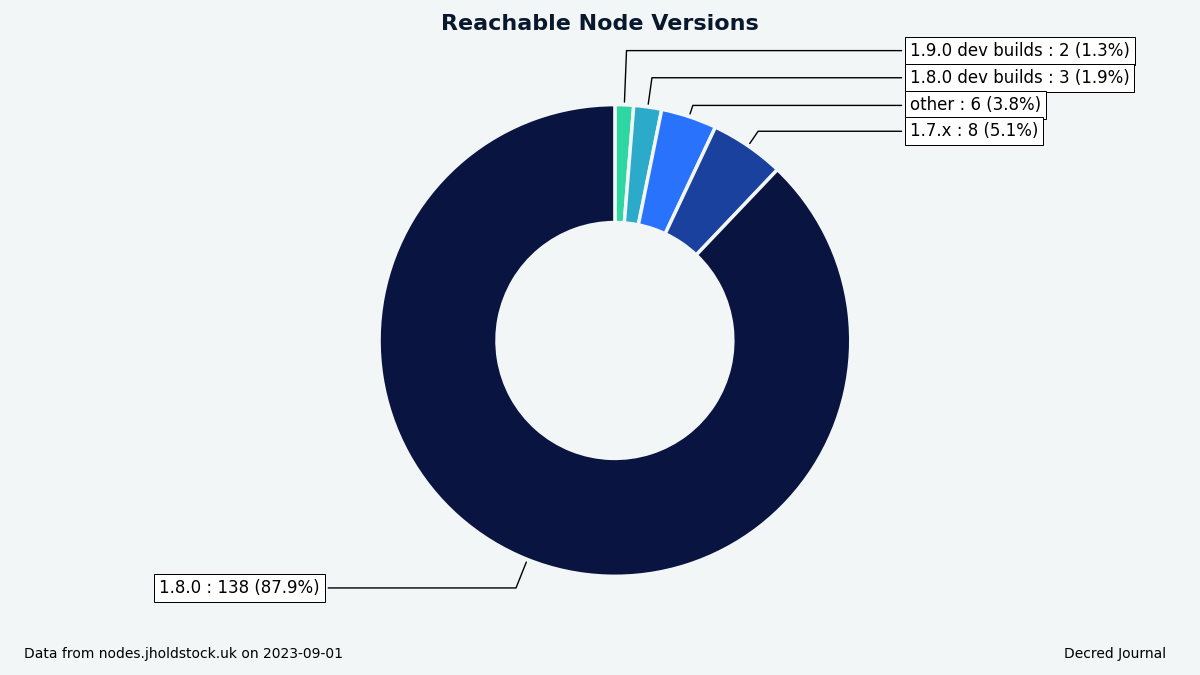 Reachable Node Versions
1.9.0 dev builds : 2 (1.3%)
1.8.0 dev builds : 3 (1.9%)
other : 6 (3.8%)
1.7.x : 8 (5.1%)
1.8.0 : 138 (87.9%)
Data from nodes.jholdstock.uk on 2023-09-01
Decred Journal